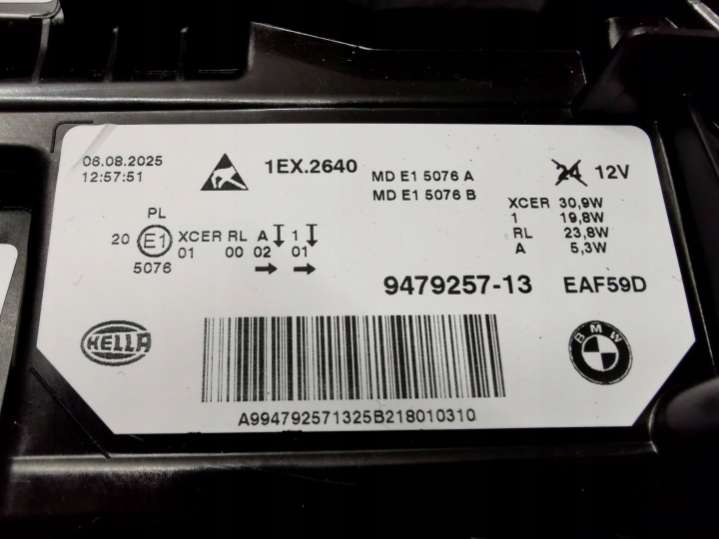 06.08.2025
12:57:51
1EX.2640
MD E1 5076 A
MD E1 5076 B
24 12V
XCER 30,9W
1 19,8W
RL 23,8W
A 5,3W
PL
20 E1 XCER RL A 1
01 00 02 01
5076
9479257-13 EAF59D
HELLA
BMW
A994792571325B218010310